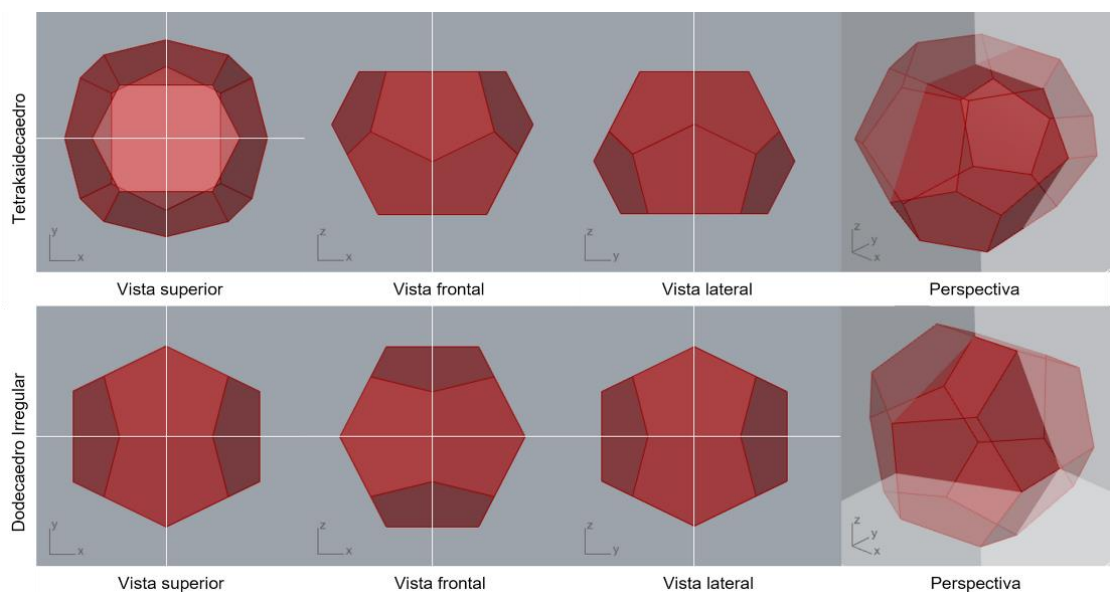 Tetrakaidecaedro
y
x
z
x
z
y
z
y
x
Vista superior
Vista frontal
Vista lateral
Perspectiva
Dodecaedro Irregular
y
x
z
x
z
y
z
y
x
Vista superior
Vista frontal
Vista lateral
Perspectiva